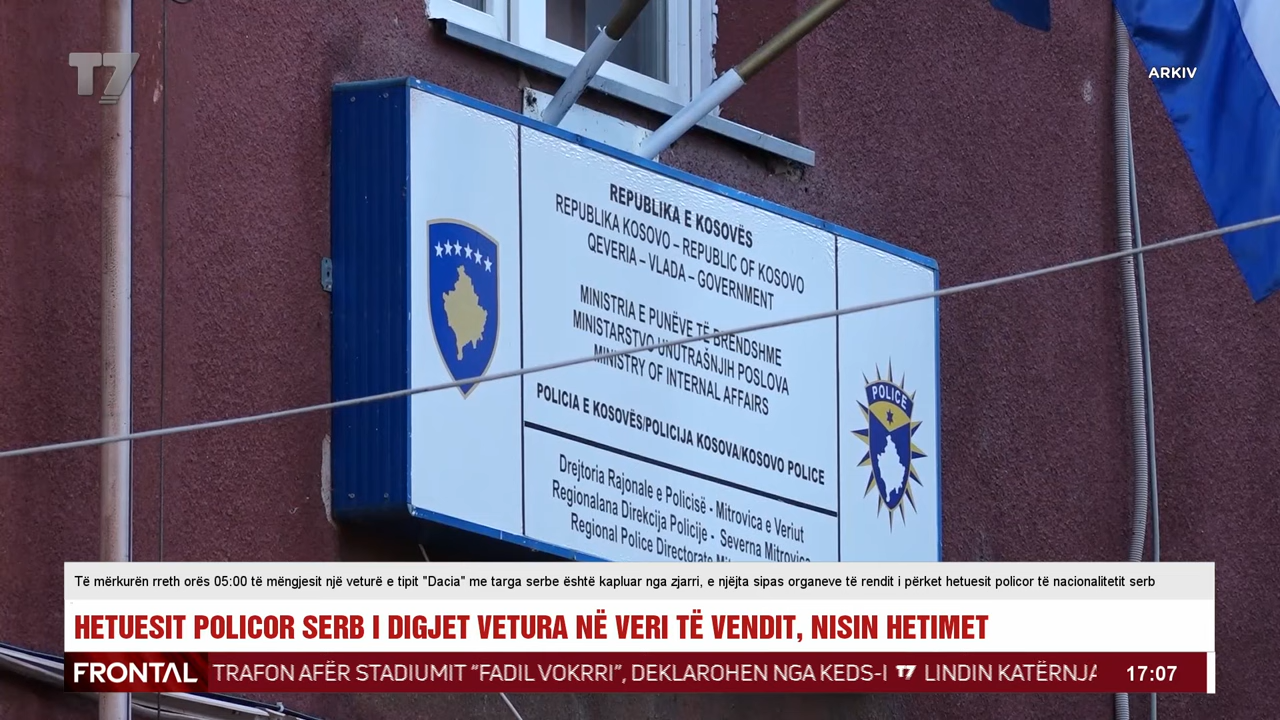 T7
ARKIV
REPUBLIKA E KOSOVËS
REPUBLIKA KOSOVO – REPUBLIC OF KOSOVO
QEVERIA – VLADA – GOVERNMENT
MINISTRIA E PUNËVE TË BRENDSHME
MINISTARSTVO UNUTRAŠNJIH POSLOVA
MINISTRY OF INTERNAL AFFAIRS
POLICIA E KOSOVËS/POLICIJA KOSOVA/KOSOVO POLICE
POLICE
Drejtoria Rajonale e Policisë - Mitrovica e Veriut
Regionalana Direkcija Policije - Severna Mitrovica
Regional Police Directorate
Të mërkurën rreth orës 05:00 të mëngjesit një veturë e tipit "Dacia" me targa serbe është kapluar nga zjarri, e njëjta sipas organeve të rendit i përket hetuesit policor të nacionalitetit serb
HETUESIT POLICOR SERB I DIGJET VETURA NË VERI TË VENDIT, NISIN HETIMET
FRONTAL TRAFON AFËR STADIUMIT “FADIL VOKRRI”, DEKLAROHEN NGA KEDS-I T7 LINDIN KATËRNJA 17:07